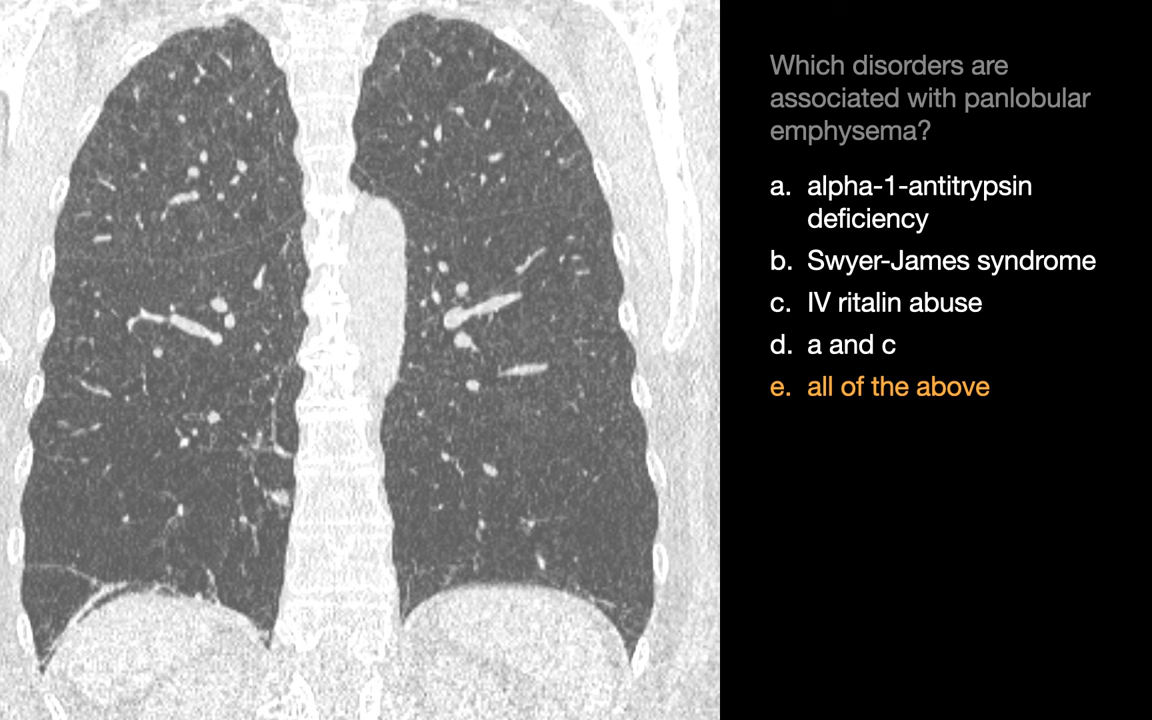 Which disorders are
associated with panlobular
emphysema?
a. alpha-1-antitrypsin
deficiency
b. Swyer-James syndrome
c. IV ritalin abuse
d. a and c
e. all of the above